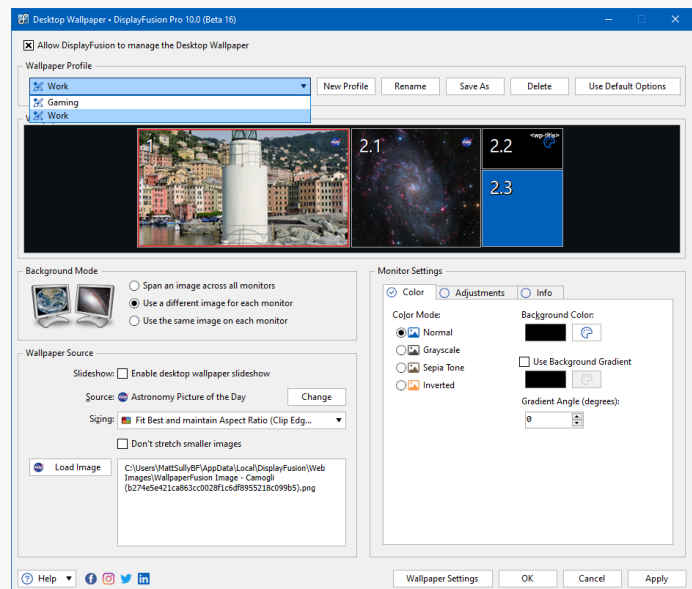 Desktop Wallpaper • DisplayFusion Pro 10.0 (Beta 16)
Allow DisplayFusion to manage the Desktop Wallpaper
Wallpaper Profile
Work
New Profile
Rename
Save As
Delete
Use Default Options
Gaming
Work
2.1
2.2
<wp-title>
2.3
Background Mode
Span an image across all monitors
Use a different image for each monitor
Use the same image on each monitor
Monitor Settings
Color
Adjustments
Info
Color Mode:
Normal
Grayscale
Sepia Tone
Inverted
Background Color:
Use Background Gradient
Gradient Angle (degrees):
0
Wallpaper Source
Slideshow:
Enable desktop wallpaper slideshow
Source:
Astronomy Picture of the Day
Change
Sizing:
Fit Best and maintain Aspect Ratio (Clip Edg...
Don't stretch smaller images
Load Image
C:\Users\MattSullyBF\AppData\Local\DisplayFusion\Web
Images\WallpaperFusion Image - Camogli
(b274e5e421ca863cc0028f1c6df8955218c099b5).png
Help
Wallpaper Settings
OK
Cancel
Apply